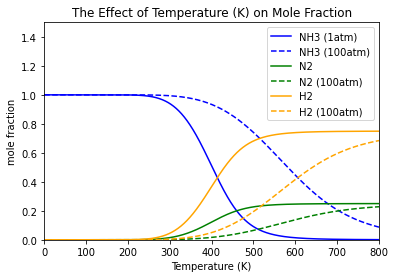 The Effect of Temperature (K) on Mole Fraction
mole fraction
1.4
1.2
1.0
0.8
0.6
0.4
0.2
0.0
NH3 (1atm)
NH3 (100atm)
N2
N2 (100atm)
H2
H2 (100atm)
0 100 200 300 400 500 600 700 800
Temperature (K)